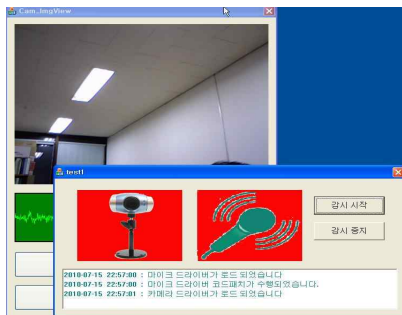 Cam_ImgView
test1
감시 시작
감시 중지
2010-07-15 22:57:00 : 마이크 드라이버가 로드 되었습니다
2010-07-15 22:57:00 : 마이크 드라이버 코드패치가 수행되었습니다.
2010-07-15 22:57:01 : 카메라 드라이버가 로드 되었습니다